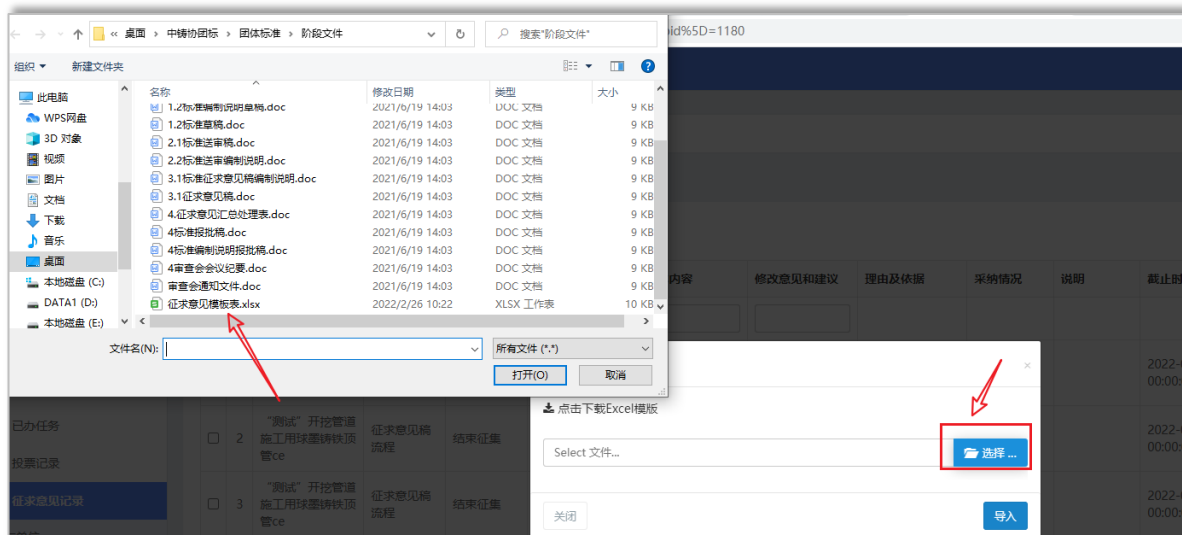 « 桌面 › 中铸协团标 › 团体标准 › 阶段文件
搜索"阶段文件"
id%5D=1180
组织 新建文件夹
此电脑
WPS网盘
3D 对象
视频
图片
文档
下载
音乐
桌面
本地磁盘 (C:)
DATA1 (D:)
本地磁盘 (E:)
名称 修改日期 类型 大小
1.2标准编制说明草稿.doc 2021/6/19 14:03 DOC 文档 9 KB
1.2标准草稿.doc 2021/6/19 14:03 DOC 文档 9 KB
2.1标准送审稿.doc 2021/6/19 14:03 DOC 文档 9 KB
2.2标准送审编制说明.doc 2021/6/19 14:03 DOC 文档 9 KB
3.1标准征求意见稿编制说明.doc 2021/6/19 14:03 DOC 文档 9 KB
3.1征求意见稿.doc 2021/6/19 14:03 DOC 文档 9 KB
4.征求意见汇总处理表.doc 2021/6/19 14:03 DOC 文档 9 KB
4标准报批稿.doc 2021/6/19 14:03 DOC 文档 9 KB
4标准编制说明报批稿.doc 2021/6/19 14:03 DOC 文档 9 KB
4审查会会议纪要.doc 2021/6/19 14:03 DOC 文档 9 KB
审查会通知文件.doc 2021/6/19 14:03 DOC 文档 9 KB
征求意见模板表.xlsx 2022/2/26 10:22 XLSX 工作表 10 KB
文件名(N): 所有文件 (*.*)
打开(O) 取消
内容 修改意见和建议 理由及依据 采纳情况 说明 截止时
×
点击下载Excel模版
Select 文件... 选择 ...
关闭 导入
已办任务
投票记录
征求意见记录
2 "测试"开挖管道
施工用球墨铸铁顶
管ce
征求意见稿
流程
结束征集
3 "测试"开挖管道
施工用球墨铸铁顶
管ce
征求意见稿
流程
结束征集
2022-
00:00:
2022-
00:00:
2022-
00:00: